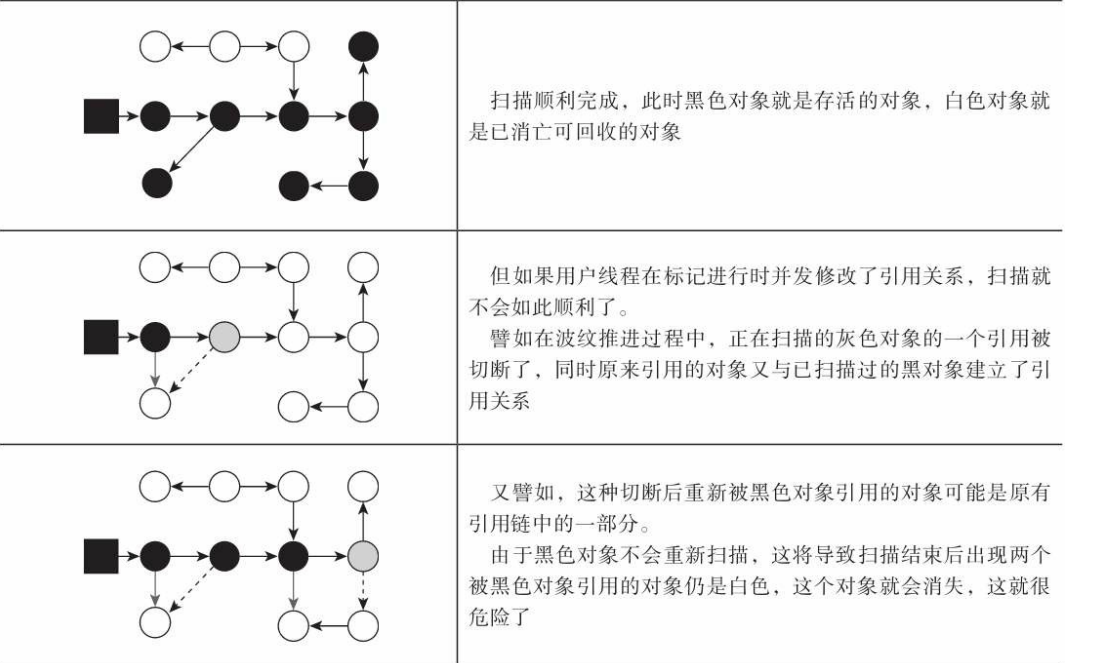 扫描顺利完成，此时黑色对象就是存活的对象，白色对象就
是已消亡可回收的对象
但如果用户线程在标记进行时并发修改了引用关系，扫描就
不会如此顺利了。
譬如在波纹推进过程中，正在扫描的灰色对象的一个引用被
切断了，同时原来引用的对象又与已扫描过的黑对象建立了引
用关系
又譬如，这种切断后重新被黑色对象引用的对象可能是原有
引用链中的一部分。
由于黑色对象不会重新扫描，这将导致扫描结束后出现两个
被黑色对象引用的对象仍是白色，这个对象就会消失，这就很
危险了